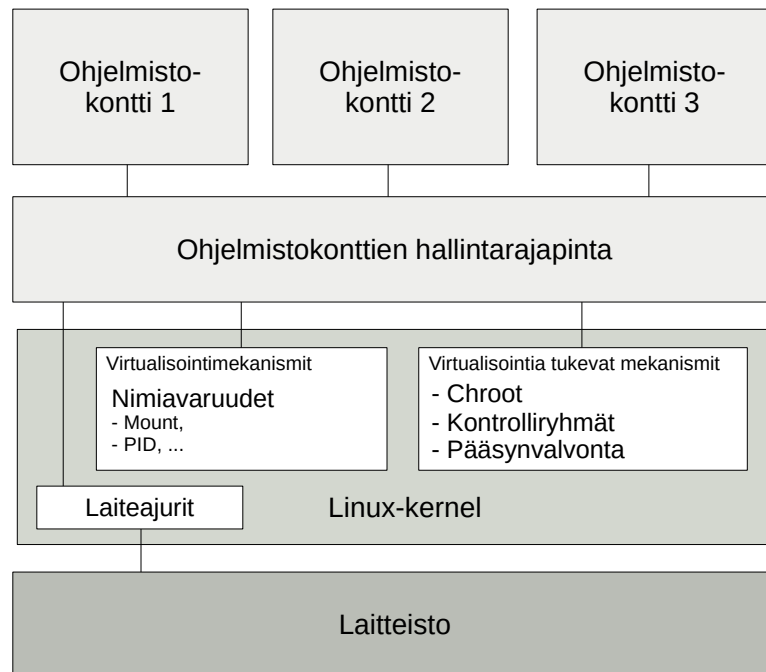 Ohjelmisto-
kontti 1
Ohjelmisto-
kontti 2
Ohjelmisto-
kontti 3
Ohjelmistokonttien hallintarajapinta
Virtualisointimekanismit
Nimiavaruudet
- Mount,
- PID, ...
Virtualisointia tukevat mekanismit
- Chroot
- Kontrolliryhmät
- Pääsynvalvonta
Laiteajurit
Linux-kernel
Laitteisto